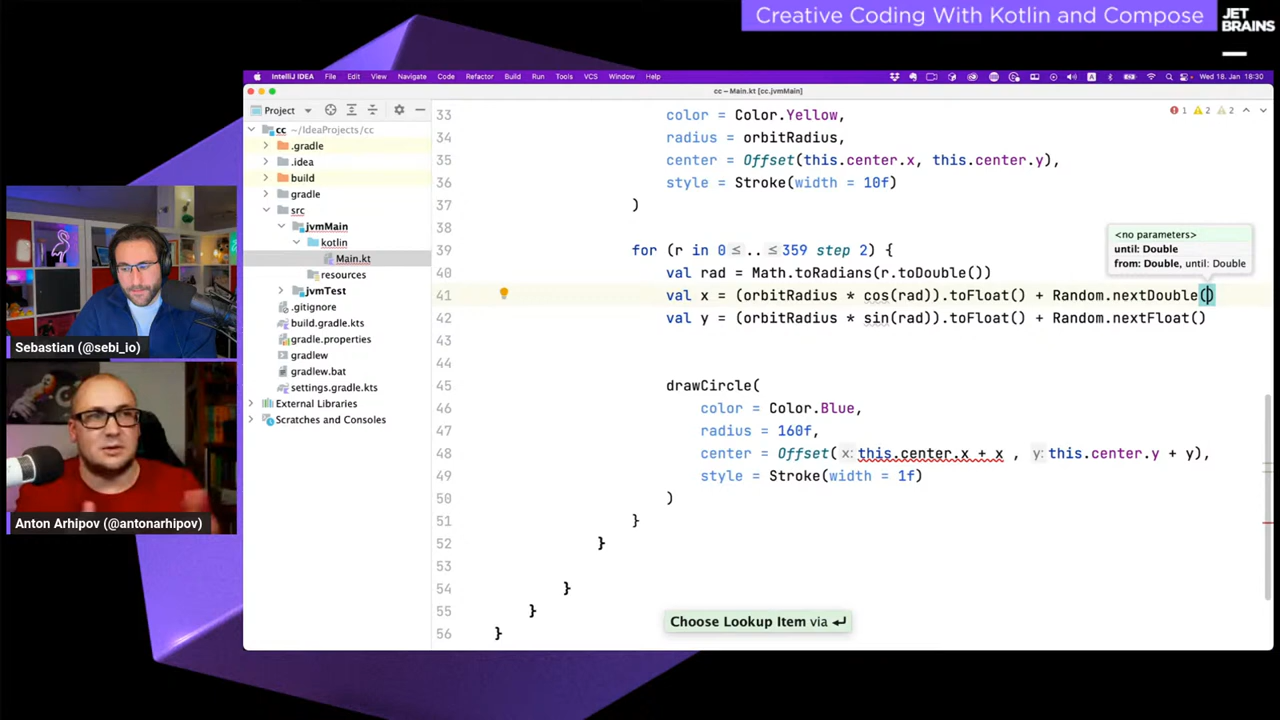 Creative Coding With Kotlin and Compose
JET
BRAINS
IntelliJ IDEA File Edit View Navigate Code Refactor Build Run Tools VCS Window Help
A Wed 18. Jan 18:30
cc – Main.kt [cc.jvmMain]
Project
cc ~/IdeaProjects/cc
.gradle
.idea
build
gradle
src
jvmMain
kotlin
Main.kt
resources
jvmTest
.gitignore
build.gradle.kts
gradle.properties
gradlew
gradlew.bat
settings.gradle.kts
External Libraries
Scratches and Consoles
1 2 2
33 color = Color.Yellow,
34 radius = orbitRadius,
35 center = Offset(this.center.x, this.center.y),
36 style = Stroke(width = 10f)
37 )
38
39 for (r in 0≤..≤359 step 2) {
40 val rad = Math.toRadians(r.toDouble())
41 val x = (orbitRadius * cos(rad)).toFloat() + Random.nextDouble()
42 val y = (orbitRadius * sin(rad)).toFloat() + Random.nextFloat()
43
44
45 drawCircle(
46 color = Color.Blue,
47 radius = 160f,
48 center = Offset( x: this.center.x + x , y: this.center.y + y),
49 style = Stroke(width = 1f)
50 )
51 }
52 }
53
54 }
55 }
56 }
<no parameters>
until: Double
from: Double, until: Double
Choose Lookup Item via ↵
Sebastian (@sebi_io)
Anton Arhipov (@antonarhipov)